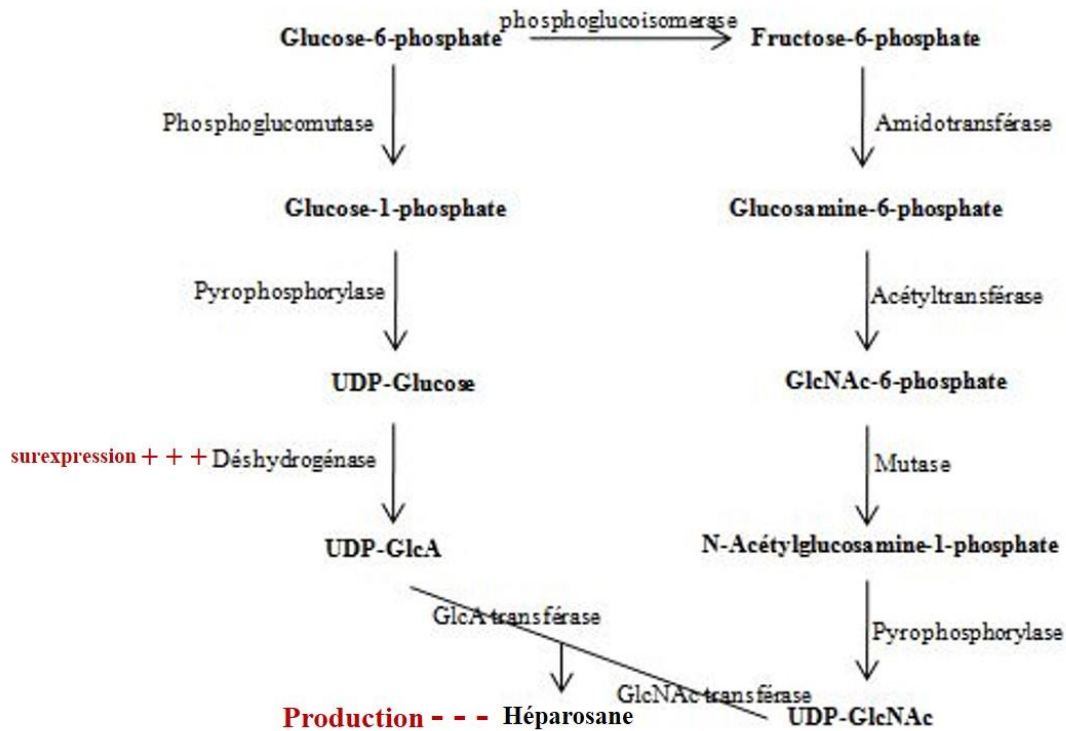 phosphoglucoisomerase
Glucose-6-phosphate
Fructose-6-phosphate
Phosphoglucomutase
Amidotransférase
Glucose-1-phosphate
Glucosamine-6-phosphate
Pyrophosphorylase
Acétyltransférase
UDP-Glucose
GlcNAc-6-phosphate
surexpression + + + Déshydrogénase
Mutase
UDP-GlcA
N-Acétylglucosamine-1-phosphate
GlcA transférase
Pyrophosphorylase
GlcNAc transférase
Production - - - Héparosane
UDP-GlcNAc